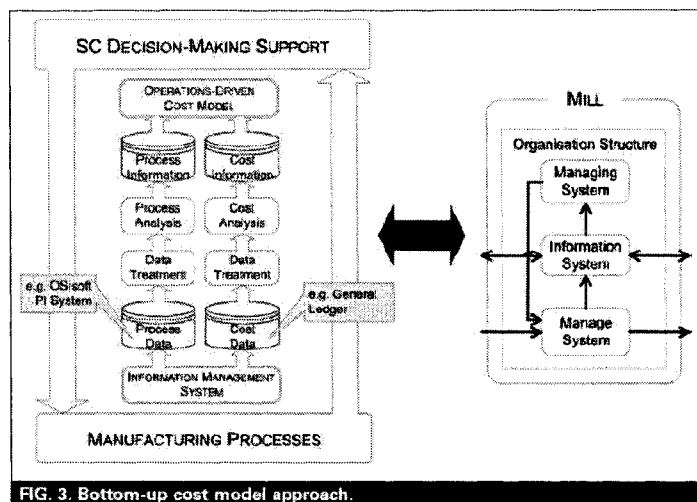 SC DECISION-MAKING SUPPORT
OPERATIONS-DRIVEN
COST MODEL
Process
Information
Cost
Information
Process
Analysis
Cost
Analysis
Data
Treatment
Data
Treatment
e.g. OSIsoft
PI System
e.g. General
Ledger
Process
Data
Cost
Data
INFORMATION MANAGEMENT
SYSTEM
MANUFACTURING PROCESSES
MILL
Organisation Structure
Managing
System
Information
System
Manage
System
FIG. 3. Bottom-up cost model approach.